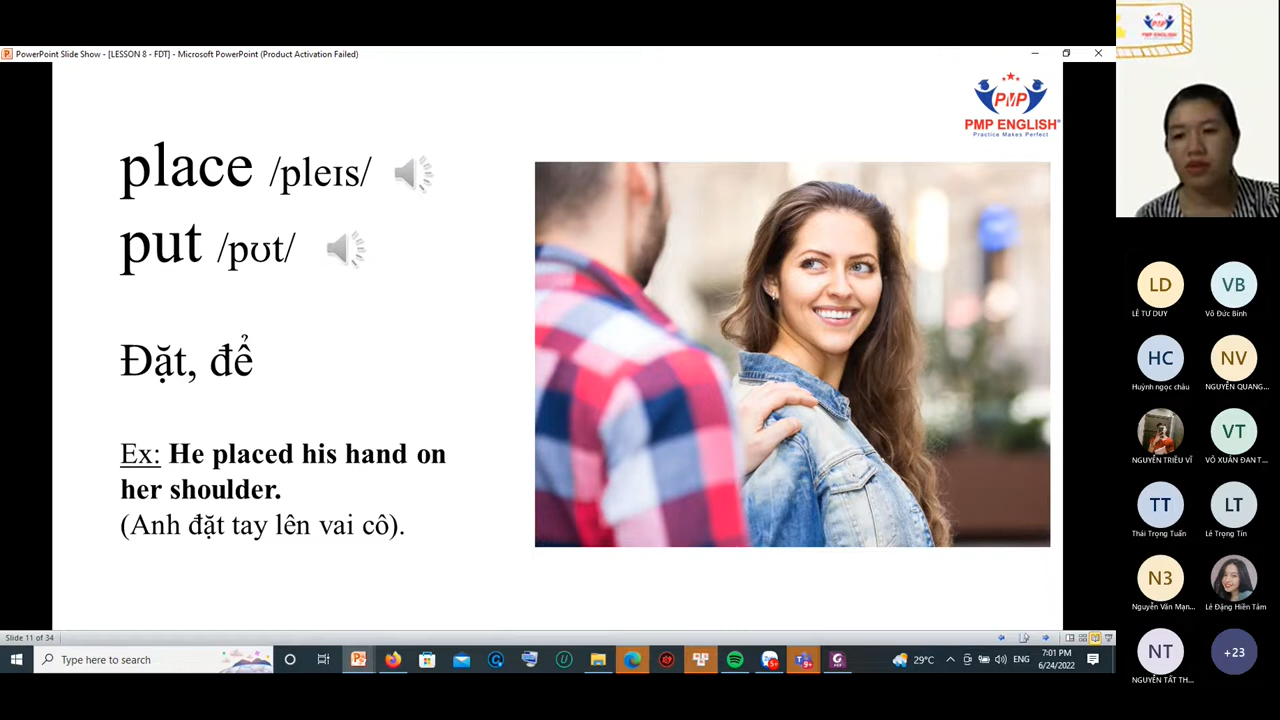 PowerPoint Slide Show - [LESSON 8 - FDT] - Microsoft PowerPoint (Product Activation Failed)
PMP
PMP ENGLISH
Practice Makes Perfect
place /pleɪs/
put /pʊt/
Đặt, để
Ex: He placed his hand on
her shoulder.
(Anh đặt tay lên vai cô).
Slide 11 of 34
Type here to search
29°C
ENG
7:01 PM
6/24/2022
PMP ENGLISH
LD
VB
LÊ TƯ DUY
Võ Đức Bình
HC
NV
Huỳnh ngọc châu
NGUYỄN QUANG...
VT
NGUYỄN TRIỀU VĨ
VÕ XUÂN ĐAN T...
TT
LT
Thái Trọng Tuấn
Lê Trọng Tín
N3
Nguyễn Văn Mạn...
Lê Đặng Hiền Tâm
NT
+23
NGUYỄN TẤT TH...